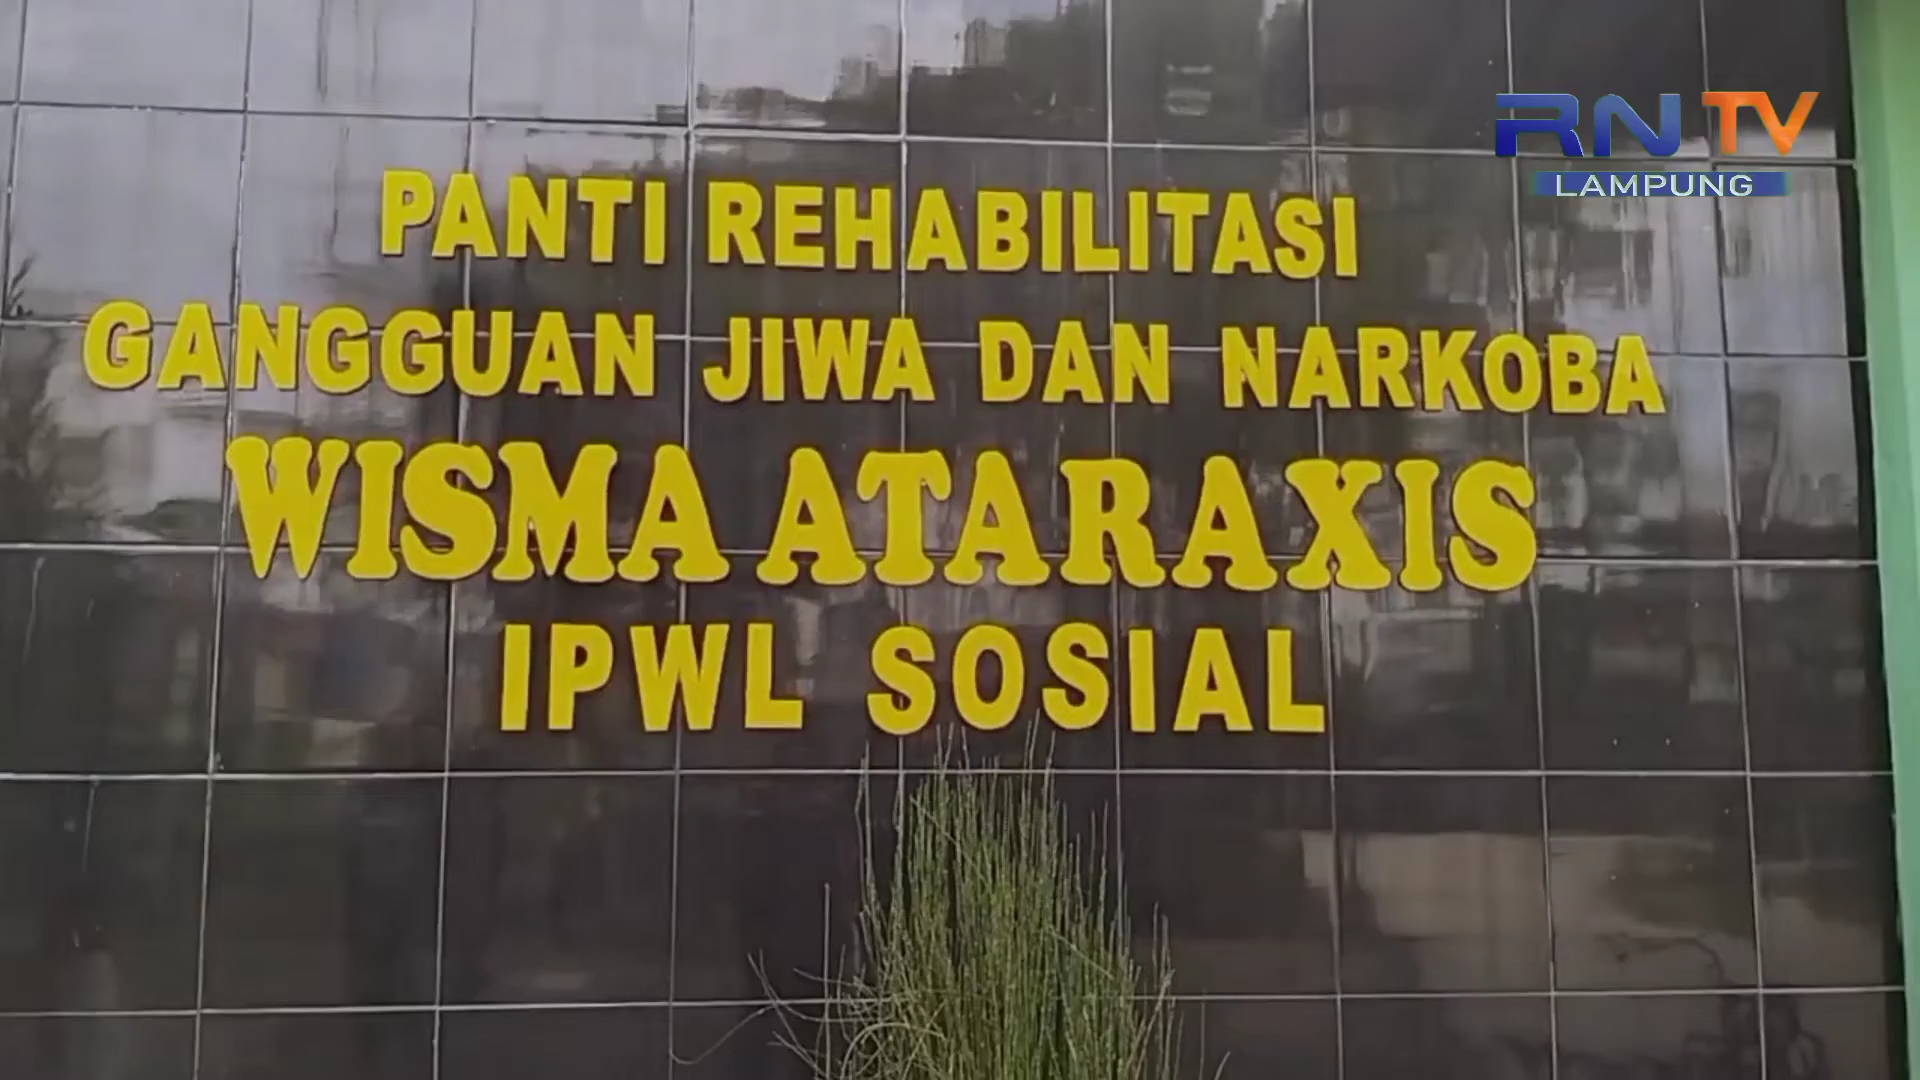 RN TV
LAMPUNG
PANTI REHABILITASI
GANGGUAN JIWA DAN NARKOBA
WISMA ATARAXIS
IPWL SOSIAL